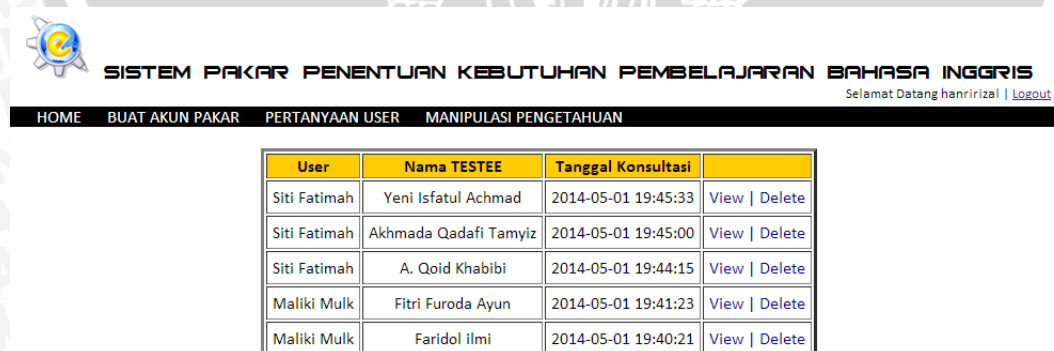 SISTEM PAKAR PENENTUAN KEBUTUHAN PEMBELAJARAN BAHASA INGGRIS
Selamat Datang hanririzal | Logout
HOME BUAT AKUN PAKAR PERTANYAAN USER MANIPULASI PENGETAHUAN
User Nama TESTEE Tanggal Konsultasi
Siti Fatimah Yeni Isfatul Achmad 2014-05-01 19:45:33 View | Delete
Siti Fatimah Akhmada Qadafi Tamyiz 2014-05-01 19:45:00 View | Delete
Siti Fatimah A. Qoid Khabibi 2014-05-01 19:44:15 View | Delete
Maliki Mulk Fitri Furoda Ayun 2014-05-01 19:41:23 View | Delete
Maliki Mulk Faridol ilmi 2014-05-01 19:40:21 View | Delete